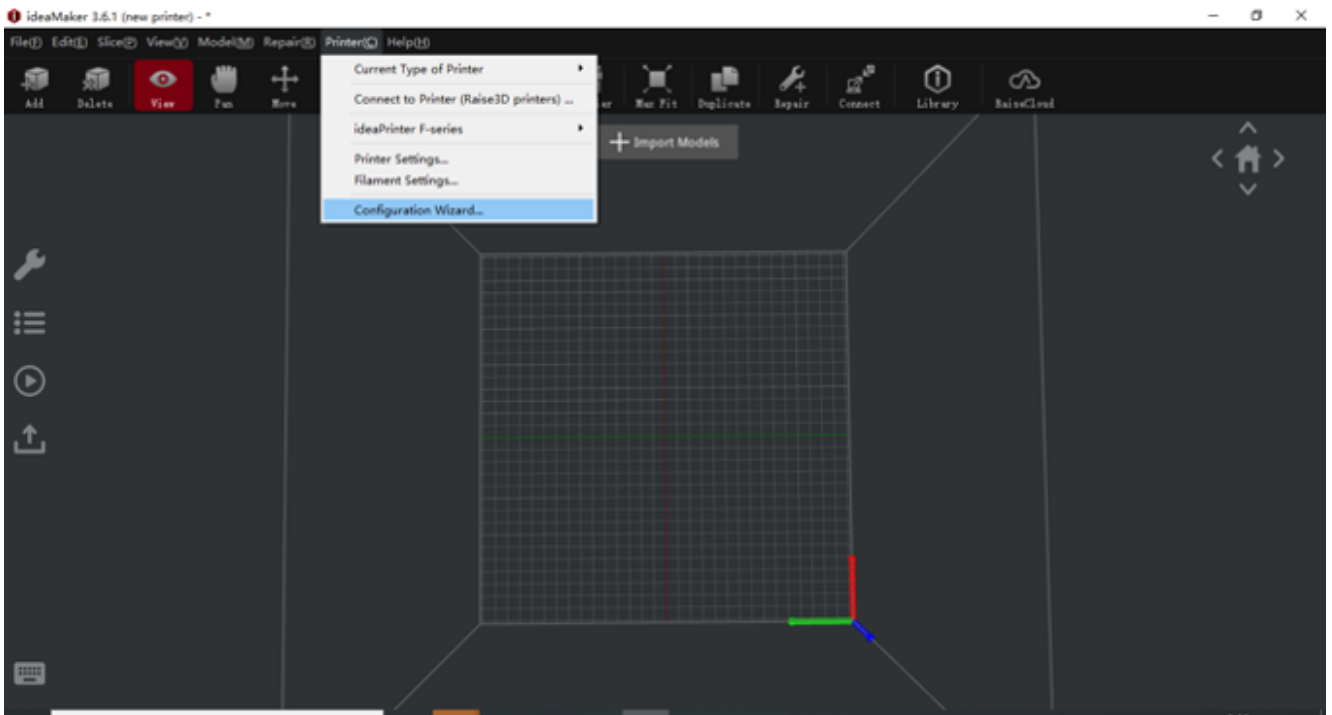 ideaMaker 3.6.1 (new printer) - *
File(F) Edit(E) Slice(P) View(V) Model(M) Repair(R) Printer(C) Help(H)
Add Delete View Pan Move Max Fit Duplicate Repair Connect Library RaiseCloud
Current Type of Printer
Connect to Printer (Raise3D printers) ...
ideaPrinter F-series
Printer Settings...
Filament Settings...
Configuration Wizard...
Import Models